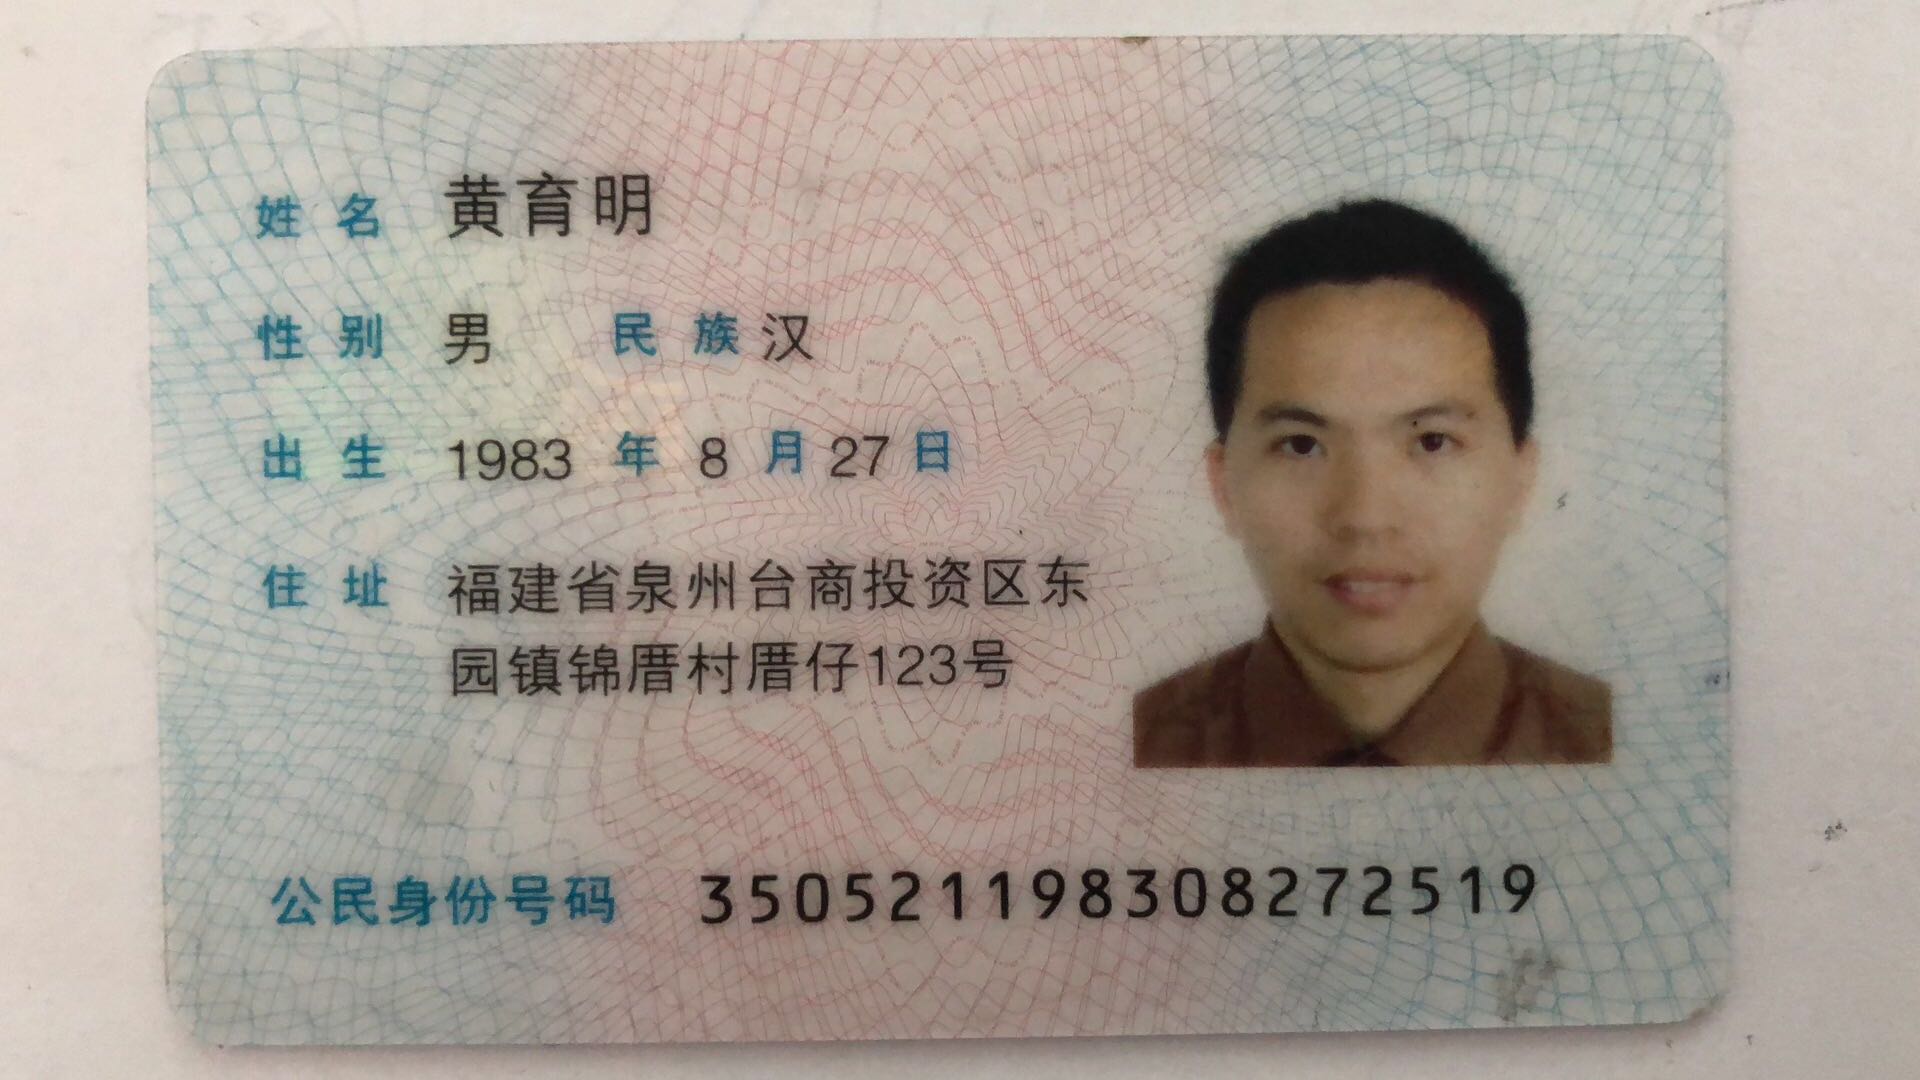 姓名 黄育明
性别 男 民族 汉
出生 1983 年 8 月 27 日
住址 福建省泉州台商投资区东
园镇锦厝村厝仔123号
公民身份号码 350521198308272519